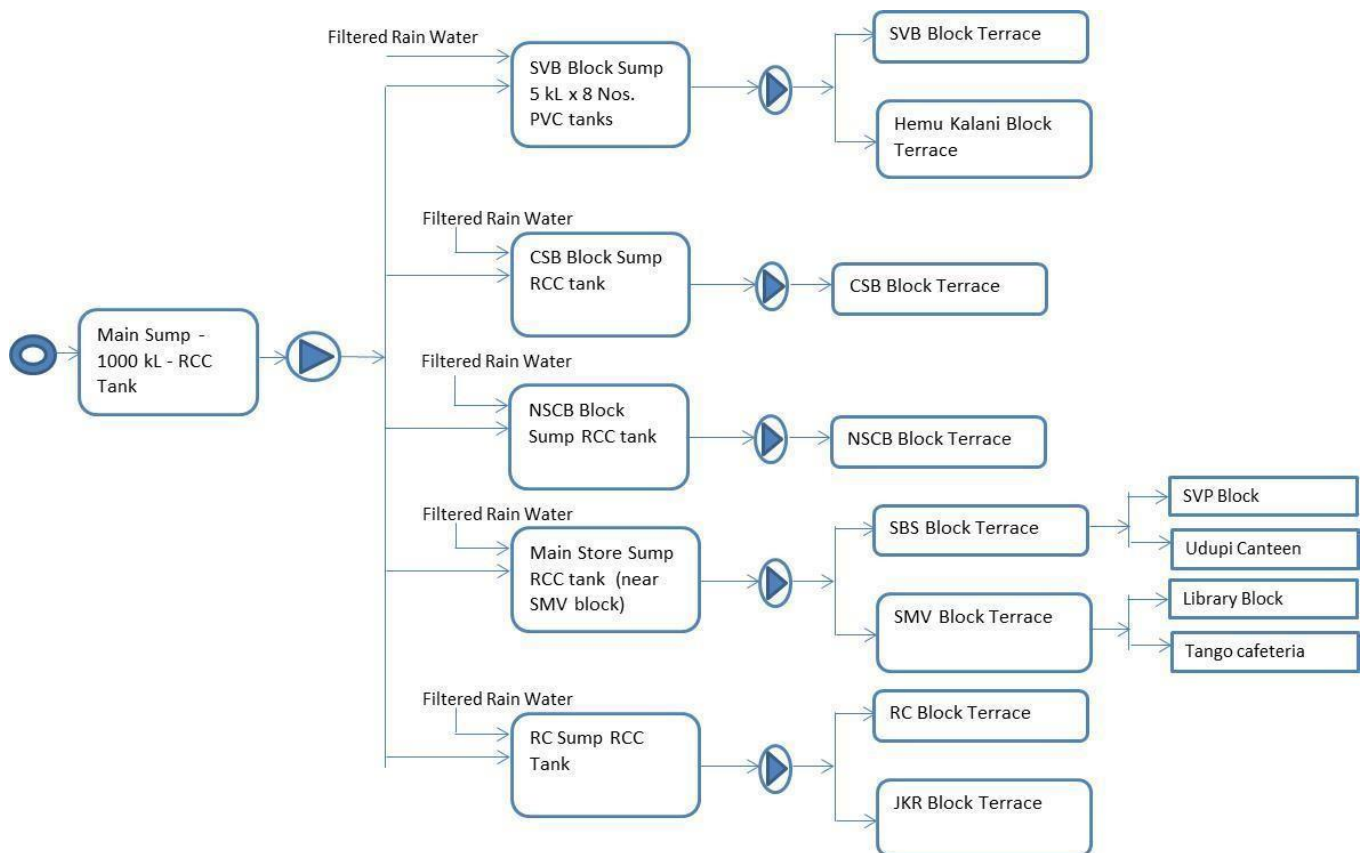 Filtered Rain Water
SVB Block Sump
5 kL x 8 Nos.
PVC tanks
SVB Block Terrace
Hemu Kalani Block
Terrace
Filtered Rain Water
CSB Block Sump
RCC tank
CSB Block Terrace
Main Sump -
1000 kL - RCC
Tank
Filtered Rain Water
NSCB Block
Sump RCC tank
NSCB Block Terrace
Filtered Rain Water
Main Store Sump
RCC tank (near
SMV block)
SBS Block Terrace
SVP Block
Udupi Canteen
SMV Block Terrace
Library Block
Tango cafeteria
Filtered Rain Water
RC Sump RCC
Tank
RC Block Terrace
JKR Block Terrace